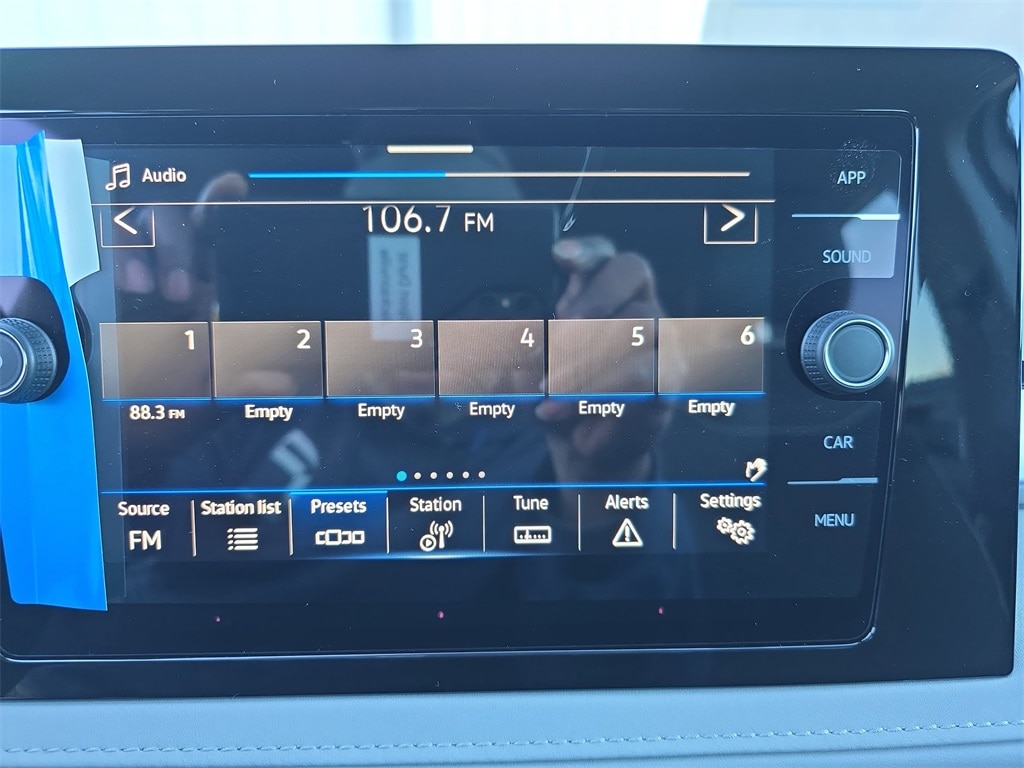 Audio
APP
106.7 FM
SOUND
1 2 3 4 5 6
88.3 FM Empty Empty Empty Empty Empty
CAR
Source Station list Presets Station Tune Alerts Settings
FM
MENU